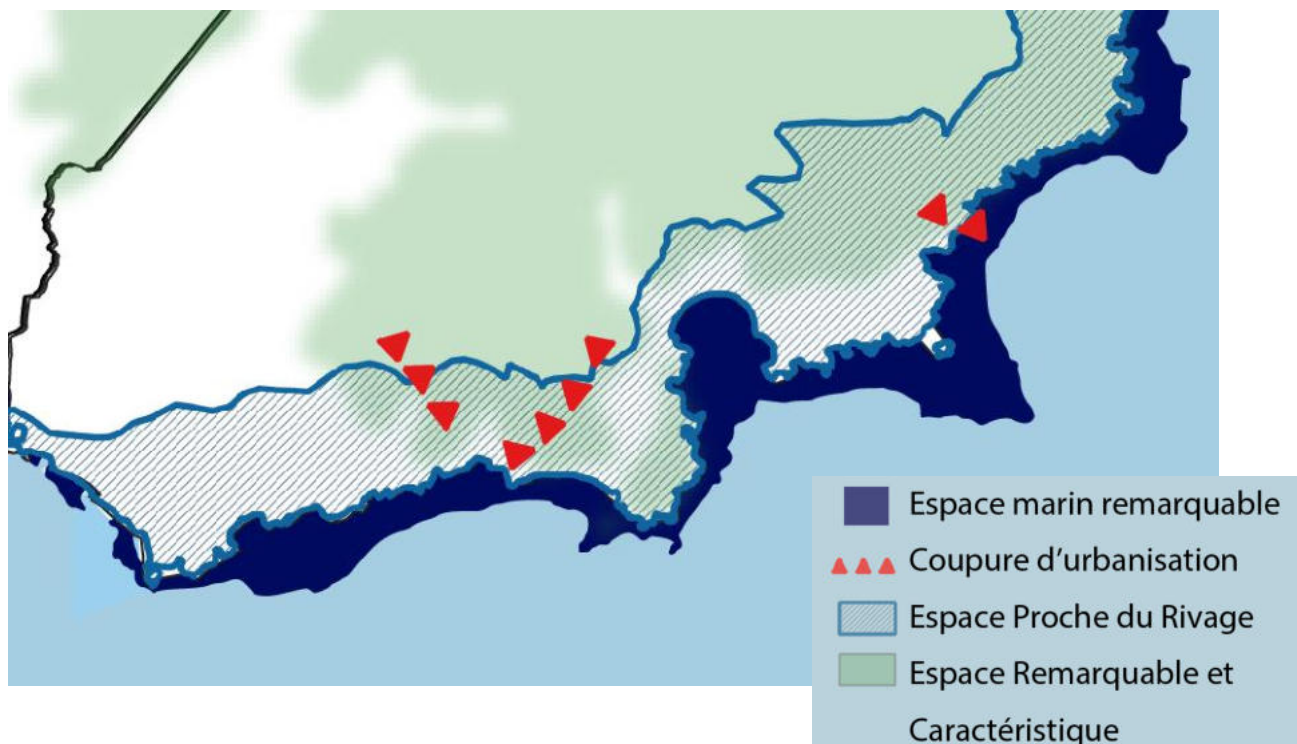 Espace marin remarquable
Coupure d'urbanisation
Espace Proche du Rivage
Espace Remarquable et
Caractéristique